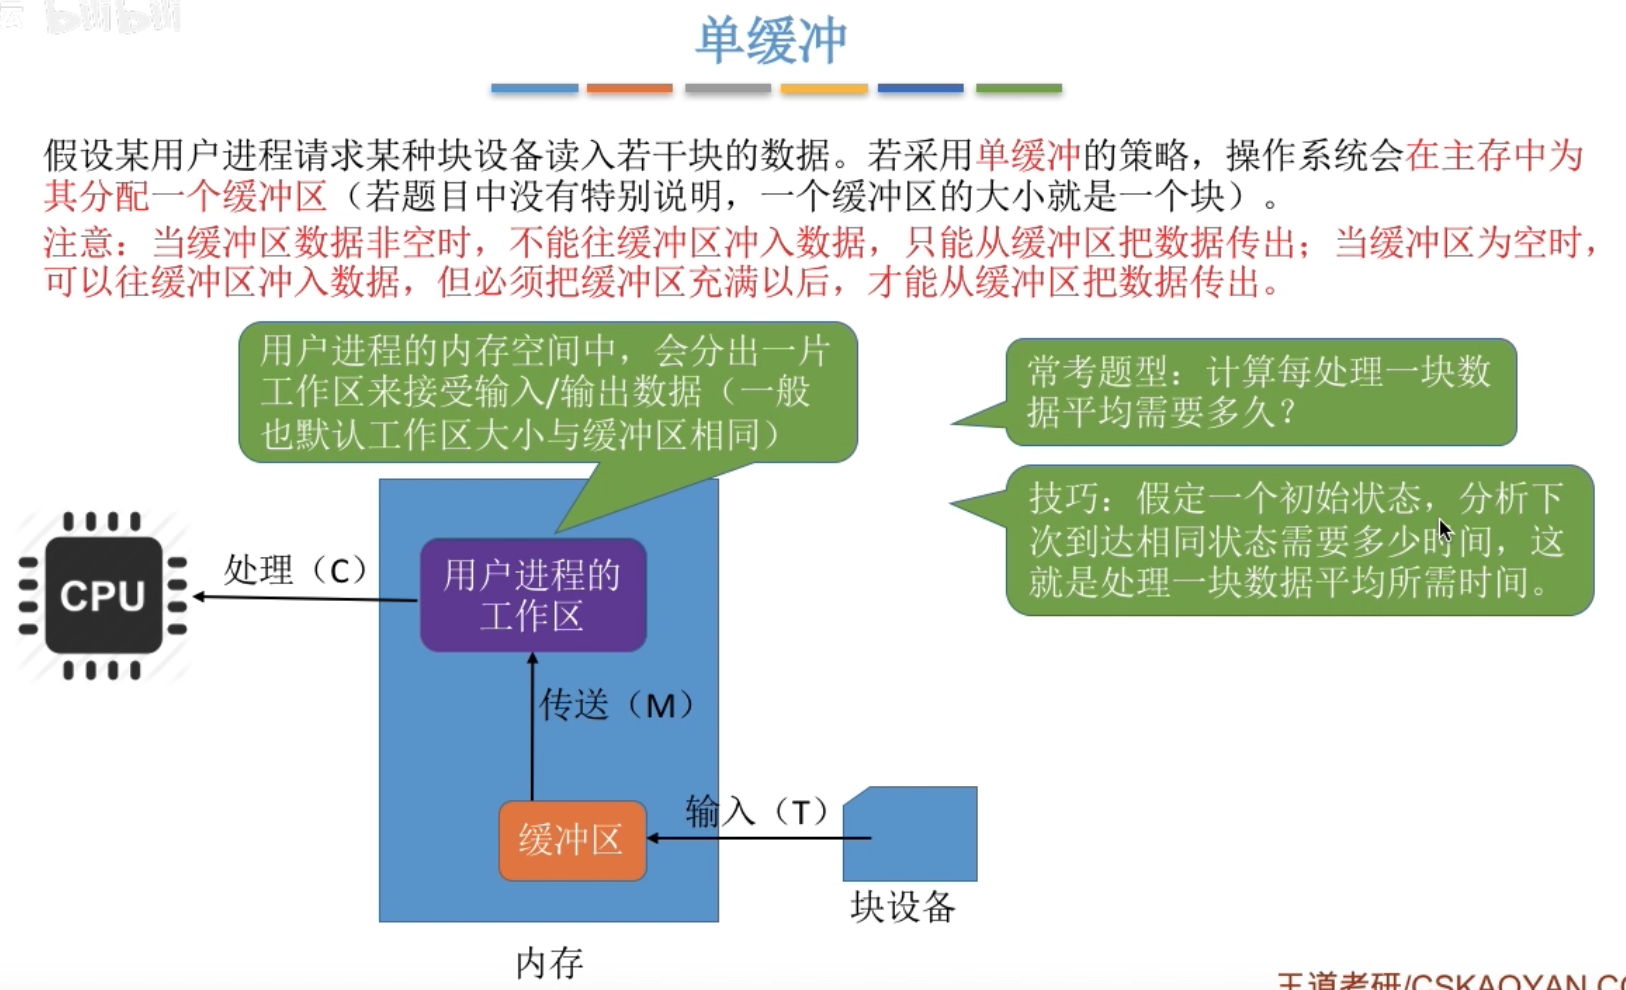 bilibili
单缓冲
假设某用户进程请求某种块设备读入若干块的数据。若采用单缓冲的策略，操作系统会在主存中为
其分配一个缓冲区（若题目中没有特别说明，一个缓冲区的大小就是一个块）。
注意：当缓冲区数据非空时，不能往缓冲区冲入数据，只能从缓冲区把数据传出；当缓冲区为空时，
可以往缓冲区冲入数据，但必须把缓冲区充满以后，才能从缓冲区把数据传出。
用户进程的内存空间中，会分出一片
工作区来接受输入/输出数据（一般
也默认工作区大小与缓冲区相同）
常考题型：计算每处理一块数
据平均需要多久？
技巧：假定一个初始状态，分析下
次到达相同状态需要多少时间，这
就是处理一块数据平均所需时间。
CPU
处理（C）
用户进程的
工作区
传送（M）
缓冲区
输入（T）
块设备
内存
王道考研/CSKAOYAN.CO